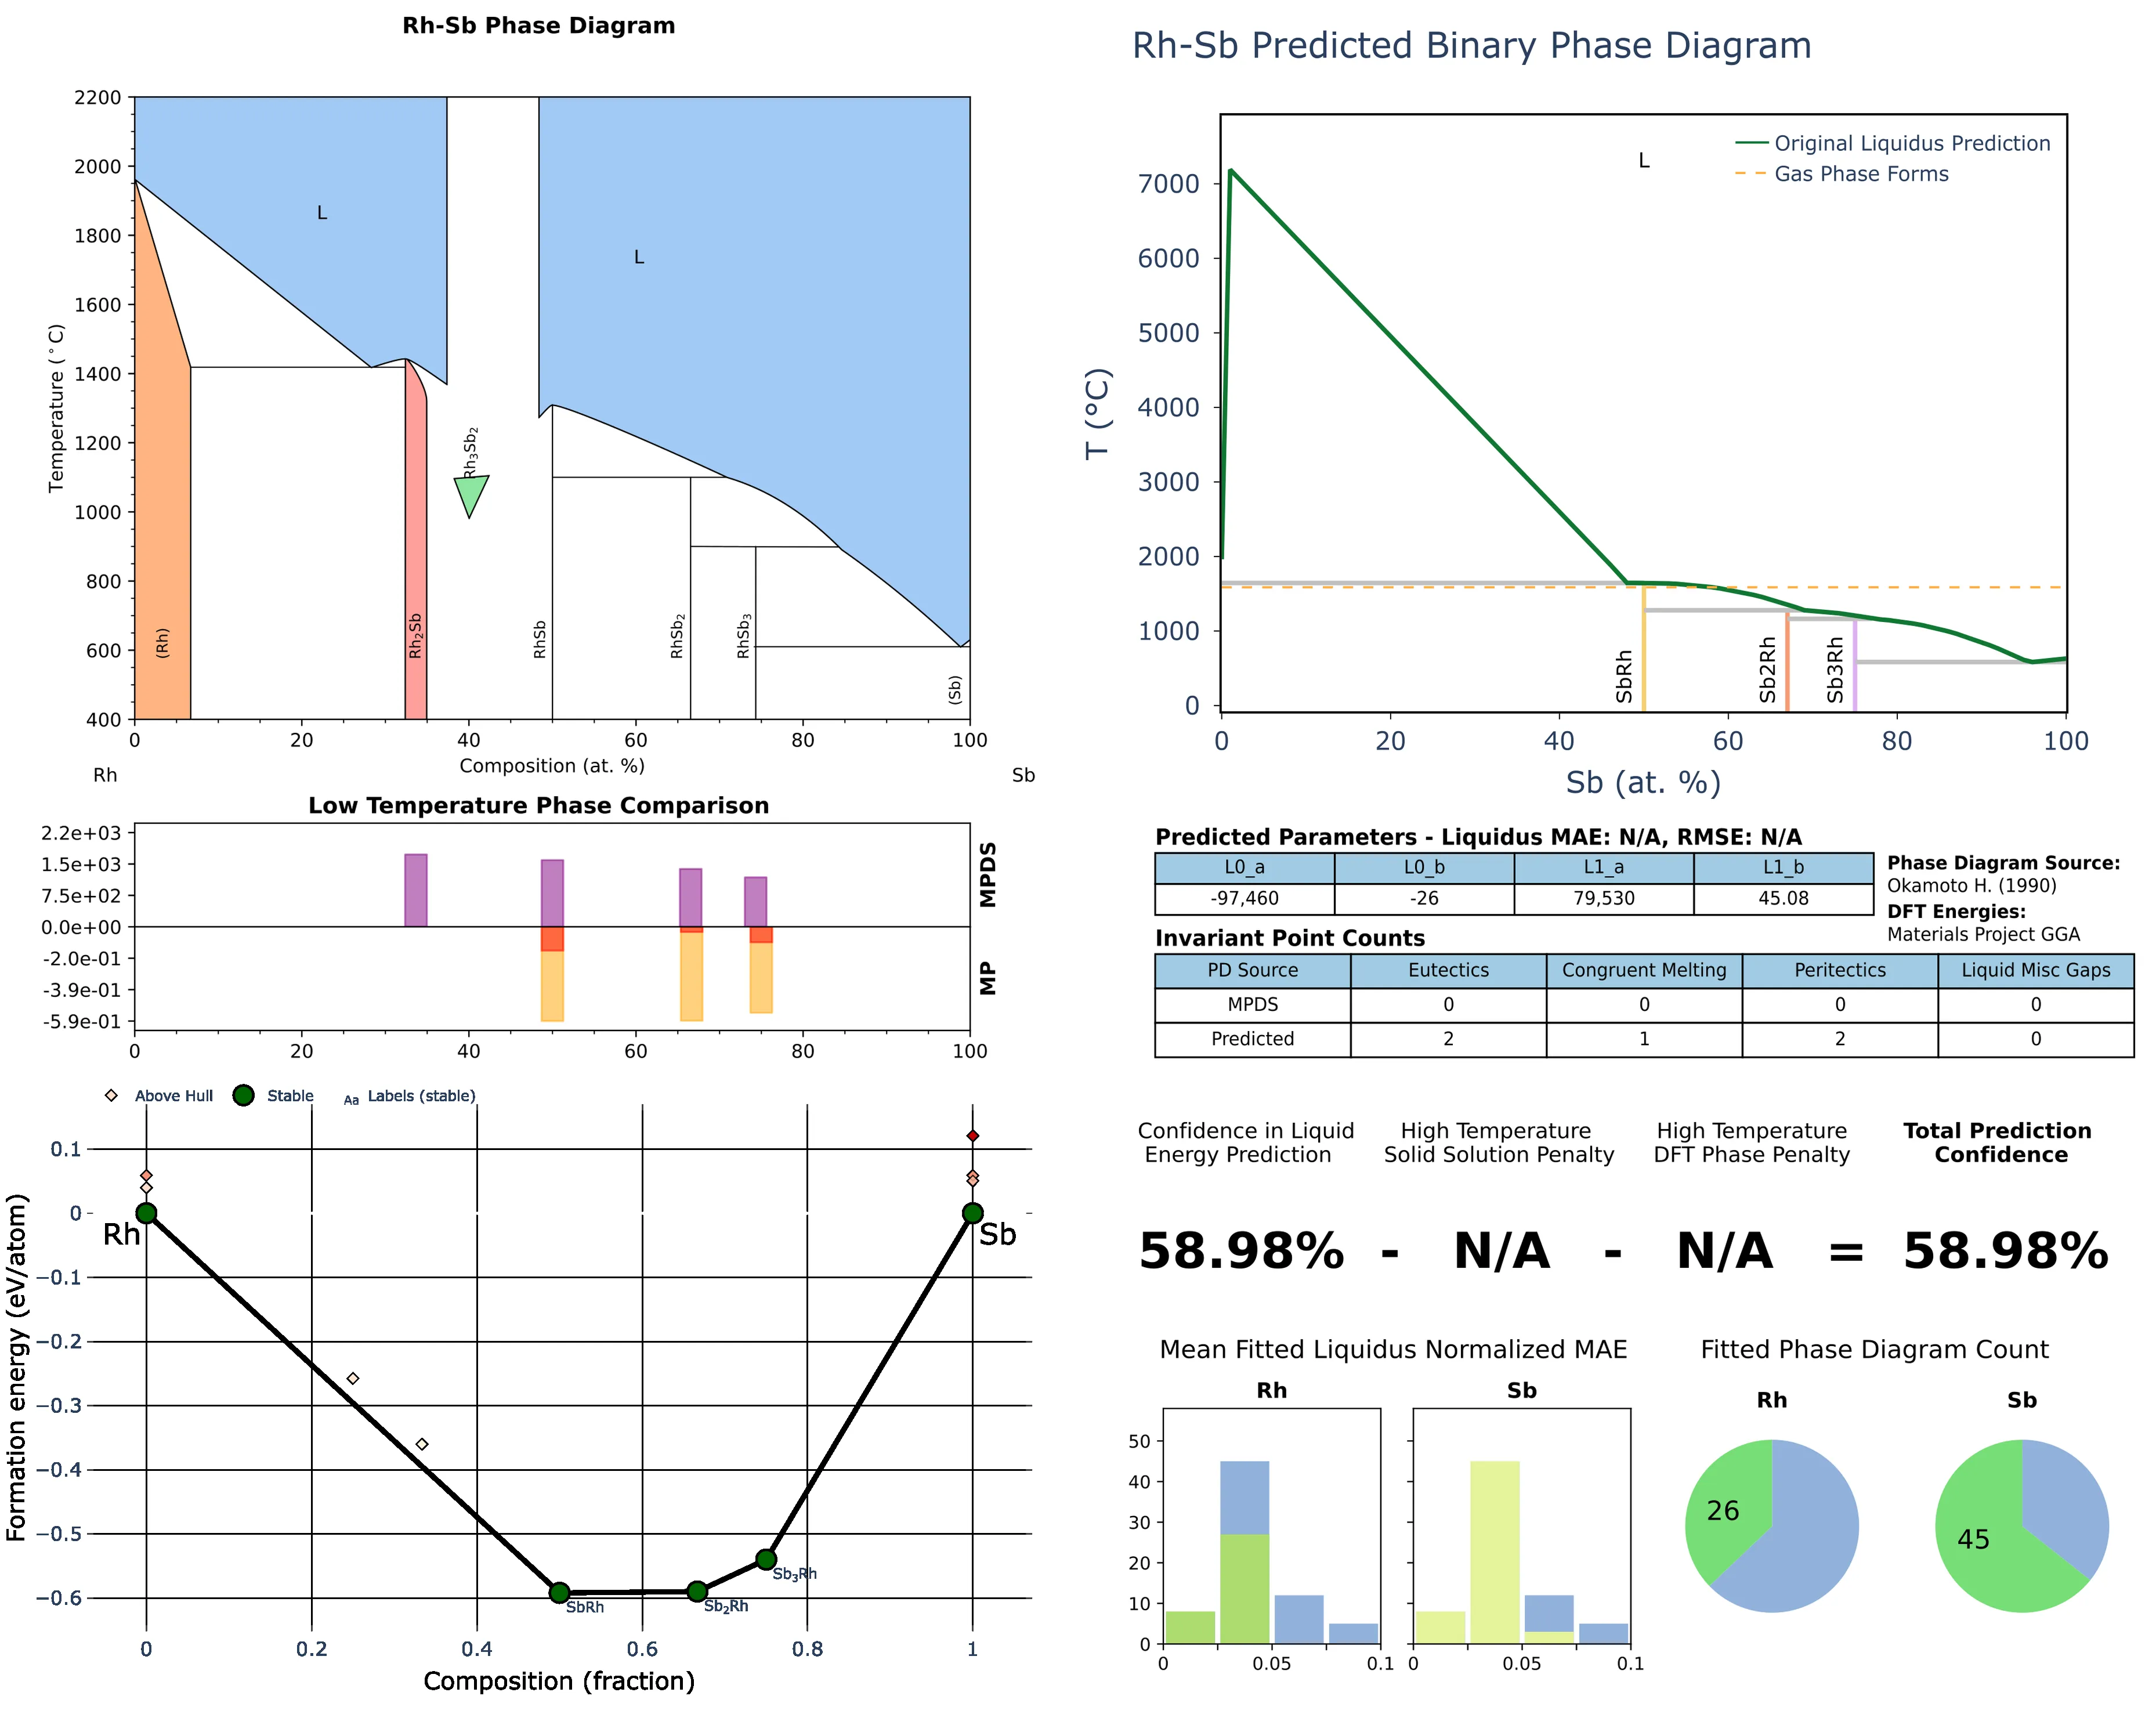 Rh-Sb Phase Diagram
2200
2000
1800
1600
1400
1200
1000
800
600
400
Temperature (°C)
L
L
(Rh)
Rh2Sb
Rh3Sb2
RhSb
RhSb2
RhSb3
(Sb)
0 20 40 60 80 100
Composition (at. %)
Rh Sb
Low Temperature Phase Comparison
2.2e+03
1.5e+03
7.5e+02
0.0e+00
-2.0e-01
-3.9e-01
-5.9e-01
MPDS
MP
0 20 40 60 80 100
Above Hull Stable Aa Labels (stable)
0.1
0
−0.1
−0.2
−0.3
−0.4
−0.5
−0.6
Formation energy (eV/atom)
Rh
Sb
SbRh
Sb2Rh
Sb3Rh
0 0.2 0.4 0.6 0.8 1
Composition (fraction)
Rh-Sb Predicted Binary Phase Diagram
L
Original Liquidus Prediction
Gas Phase Forms
7000
6000
5000
4000
3000
2000
1000
0
T (°C)
SbRh
Sb2Rh
Sb3Rh
0 20 40 60 80 100
Sb (at. %)
Predicted Parameters - Liquidus MAE: N/A, RMSE: N/A
L0_a L0_b L1_a L1_b
-97,460 -26 79,530 45.08
Phase Diagram Source:
Okamoto H. (1990)
DFT Energies:
Materials Project GGA
Invariant Point Counts
PD Source Eutectics Congruent Melting Peritectics Liquid Misc Gaps
MPDS 0 0 0 0
Predicted 2 1 2 0
Confidence in Liquid
Energy Prediction
High Temperature
Solid Solution Penalty
High Temperature
DFT Phase Penalty
Total Prediction
Confidence
58.98% - N/A - N/A = 58.98%
Mean Fitted Liquidus Normalized MAE
Rh Sb
50
40
30
20
10
0
0 0.05 0.1 0 0.05 0.1
Fitted Phase Diagram Count
Rh Sb
26
45